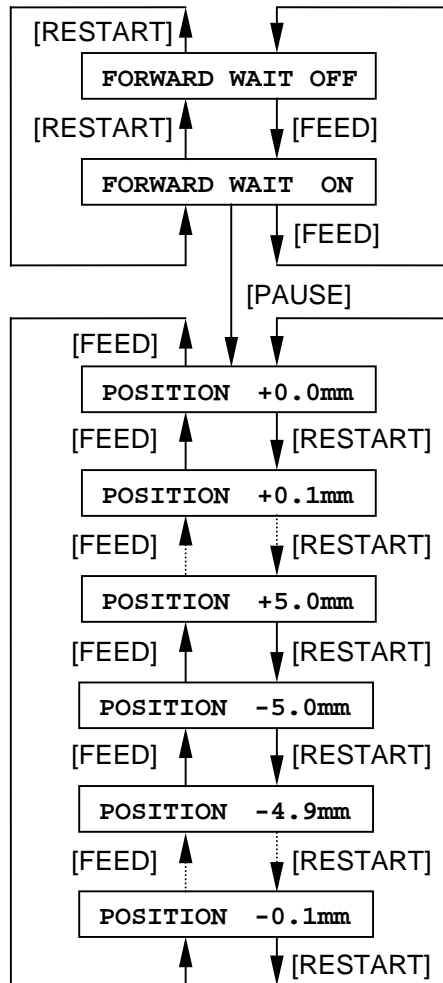 [RESTART]
FORWARD WAIT OFF
[RESTART] [FEED]
FORWARD WAIT ON
[FEED]
[PAUSE]
[FEED]
POSITION +0.0mm
[FEED] [RESTART]
POSITION +0.1mm
[FEED] [RESTART]
POSITION +5.0mm
[FEED] [RESTART]
POSITION -5.0mm
[FEED] [RESTART]
POSITION -4.9mm
[FEED] [RESTART]
POSITION -0.1mm
[RESTART]